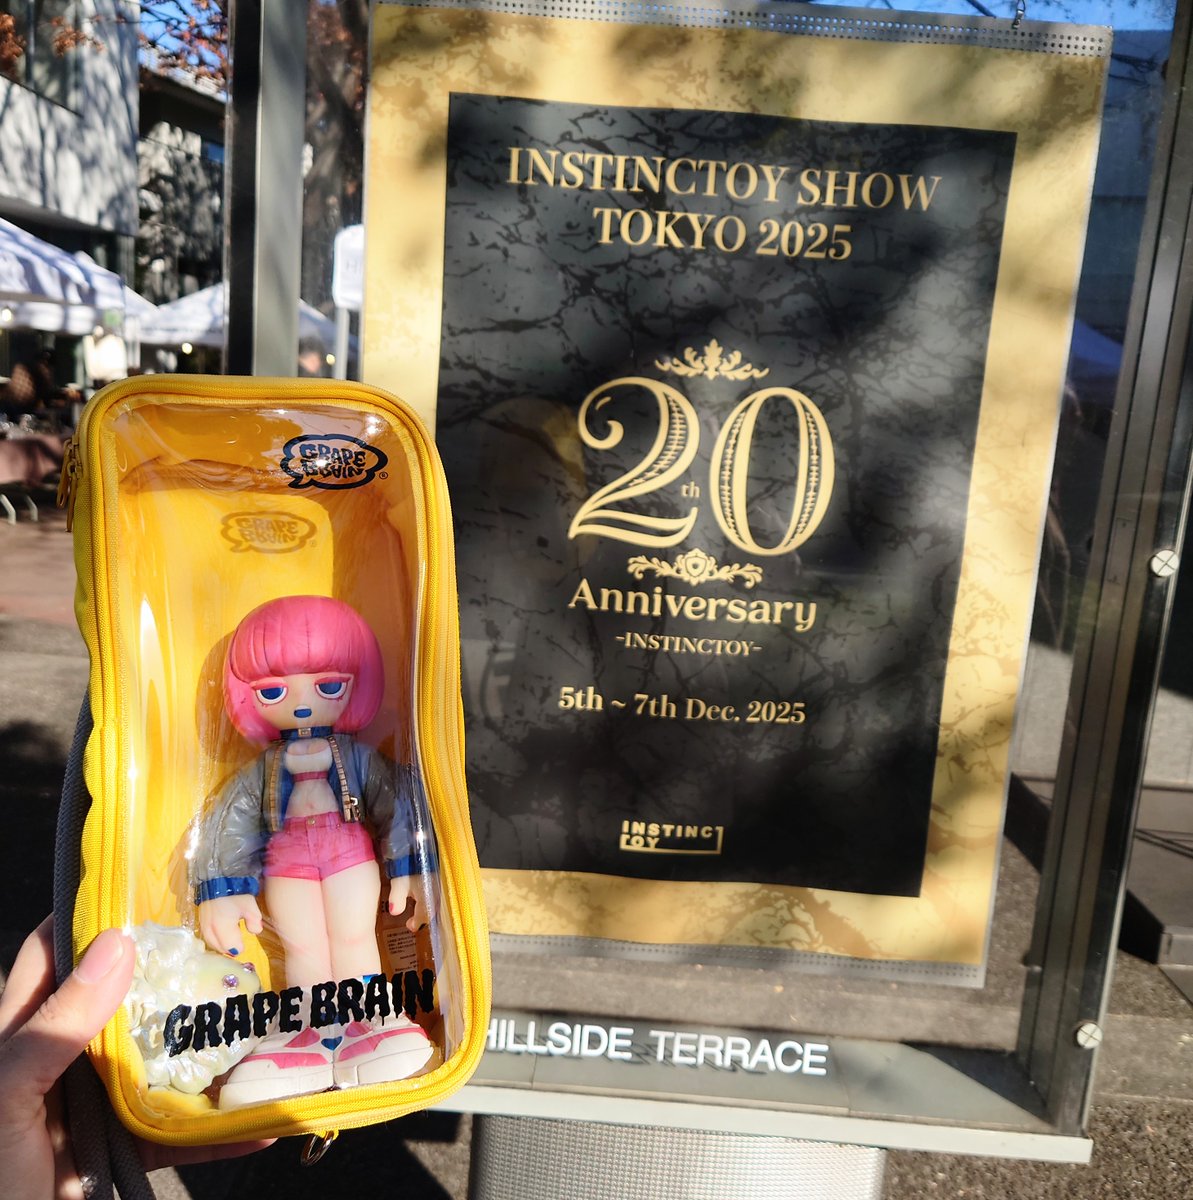 INSTINCTOY SHOW
TOKYO 2025
20th
Anniversary
-INSTINCTOY-
5th ~ 7th Dec. 2025
INSTINC
TOY
HILLSIDE TERRACE
GRAPE
BRAIN
GRAPE
BRAIN
GRAPE BRAIN